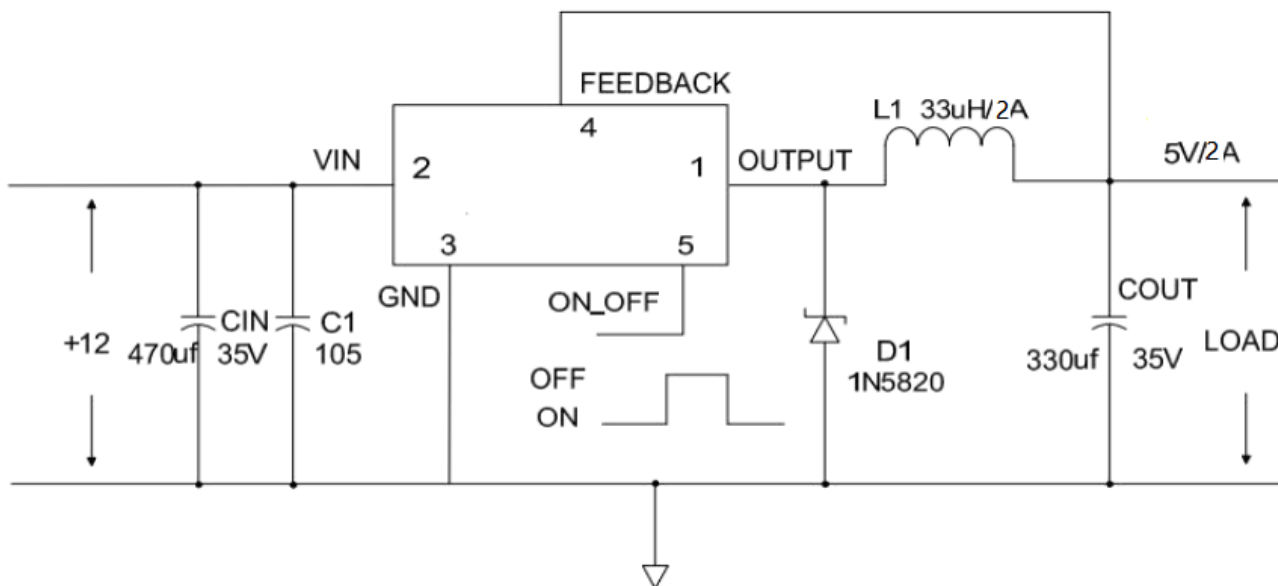 FEEDBACK
4
L1 33uH/2A
VIN
2
1
OUTPUT
5V/2A
3
5
GND
ON_OFF
+12
CIN
470uf 35V
C1
105
OFF
ON
D1
1N5820
COUT
330uf 35V
LOAD